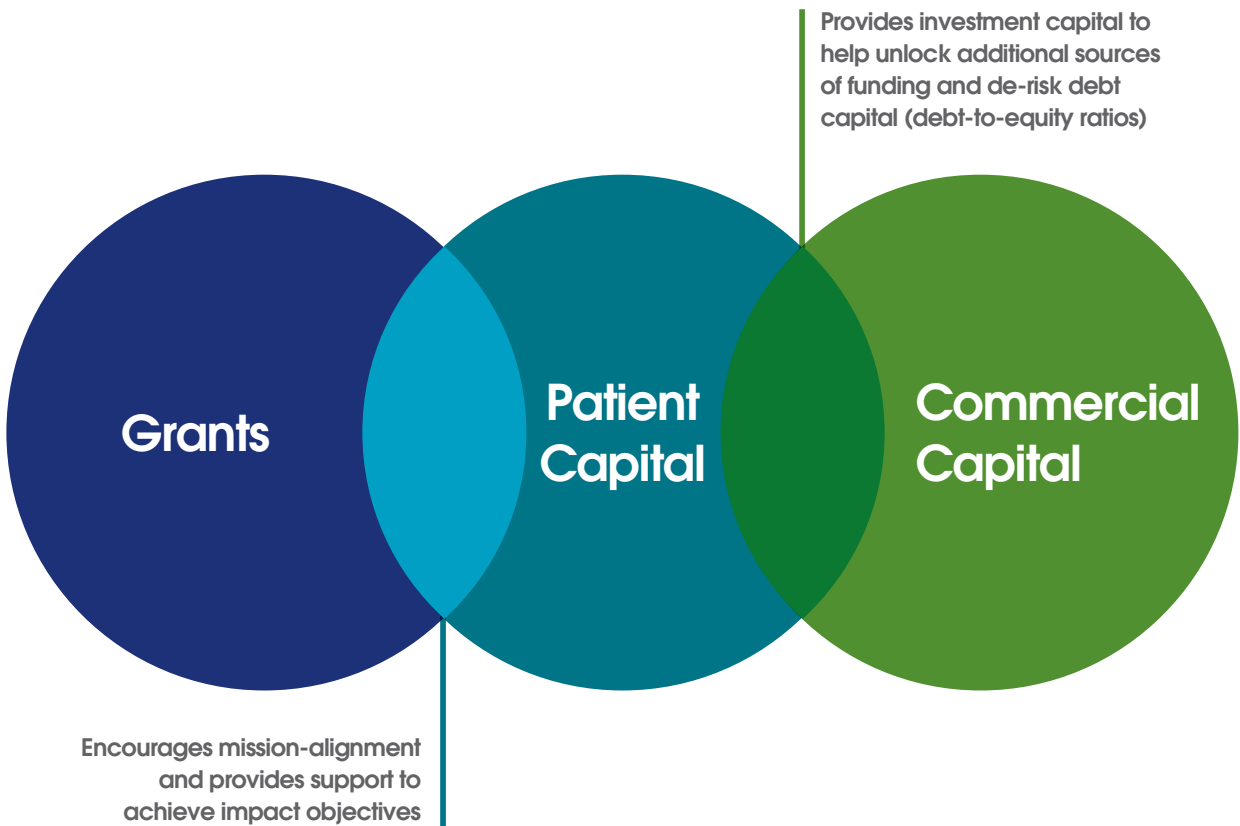 Provides investment capital to
help unlock additional sources
of funding and de-risk debt
capital (debt-to-equity ratios)
Grants
Patient
Capital
Commercial
Capital
Encourages mission-alignment
and provides support to
achieve impact objectives